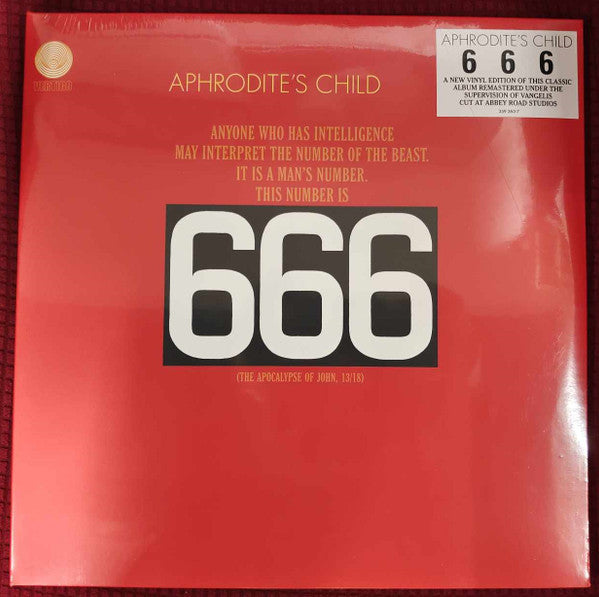 VERTIGO
APHRODITE'S CHILD
ANYONE WHO HAS INTELLIGENCE
MAY INTERPRET THE NUMBER OF THE BEAST.
IT IS A MAN'S NUMBER.
THIS NUMBER IS
666
(THE APOCALYPSE OF JOHN, 13/18)
APHRODITE'S CHILD
6 6 6
A NEW VINYL EDITION OF THIS CLASSIC
ALBUM REMASTERED UNDER THE
SUPERVISION OF VANGELIS
CUT AT ABBEY ROAD STUDIOS